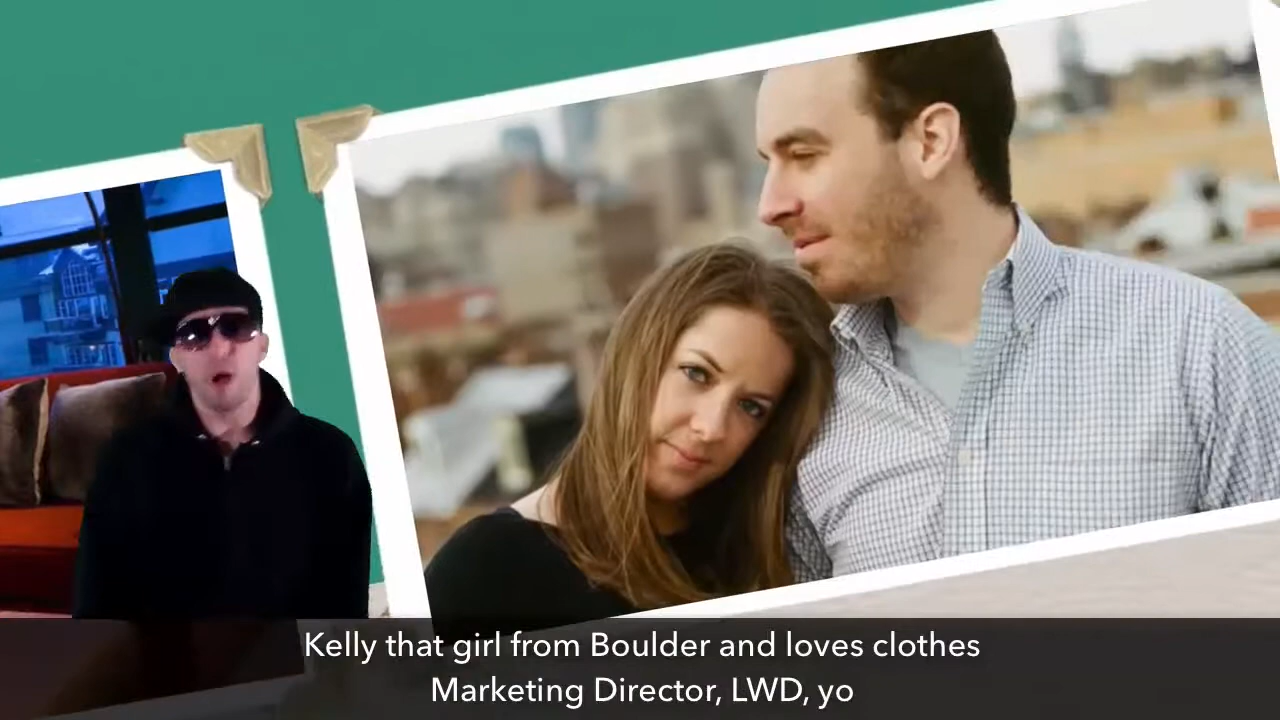 Kelly that girl from Boulder and loves clothes
Marketing Director, LWD, yo